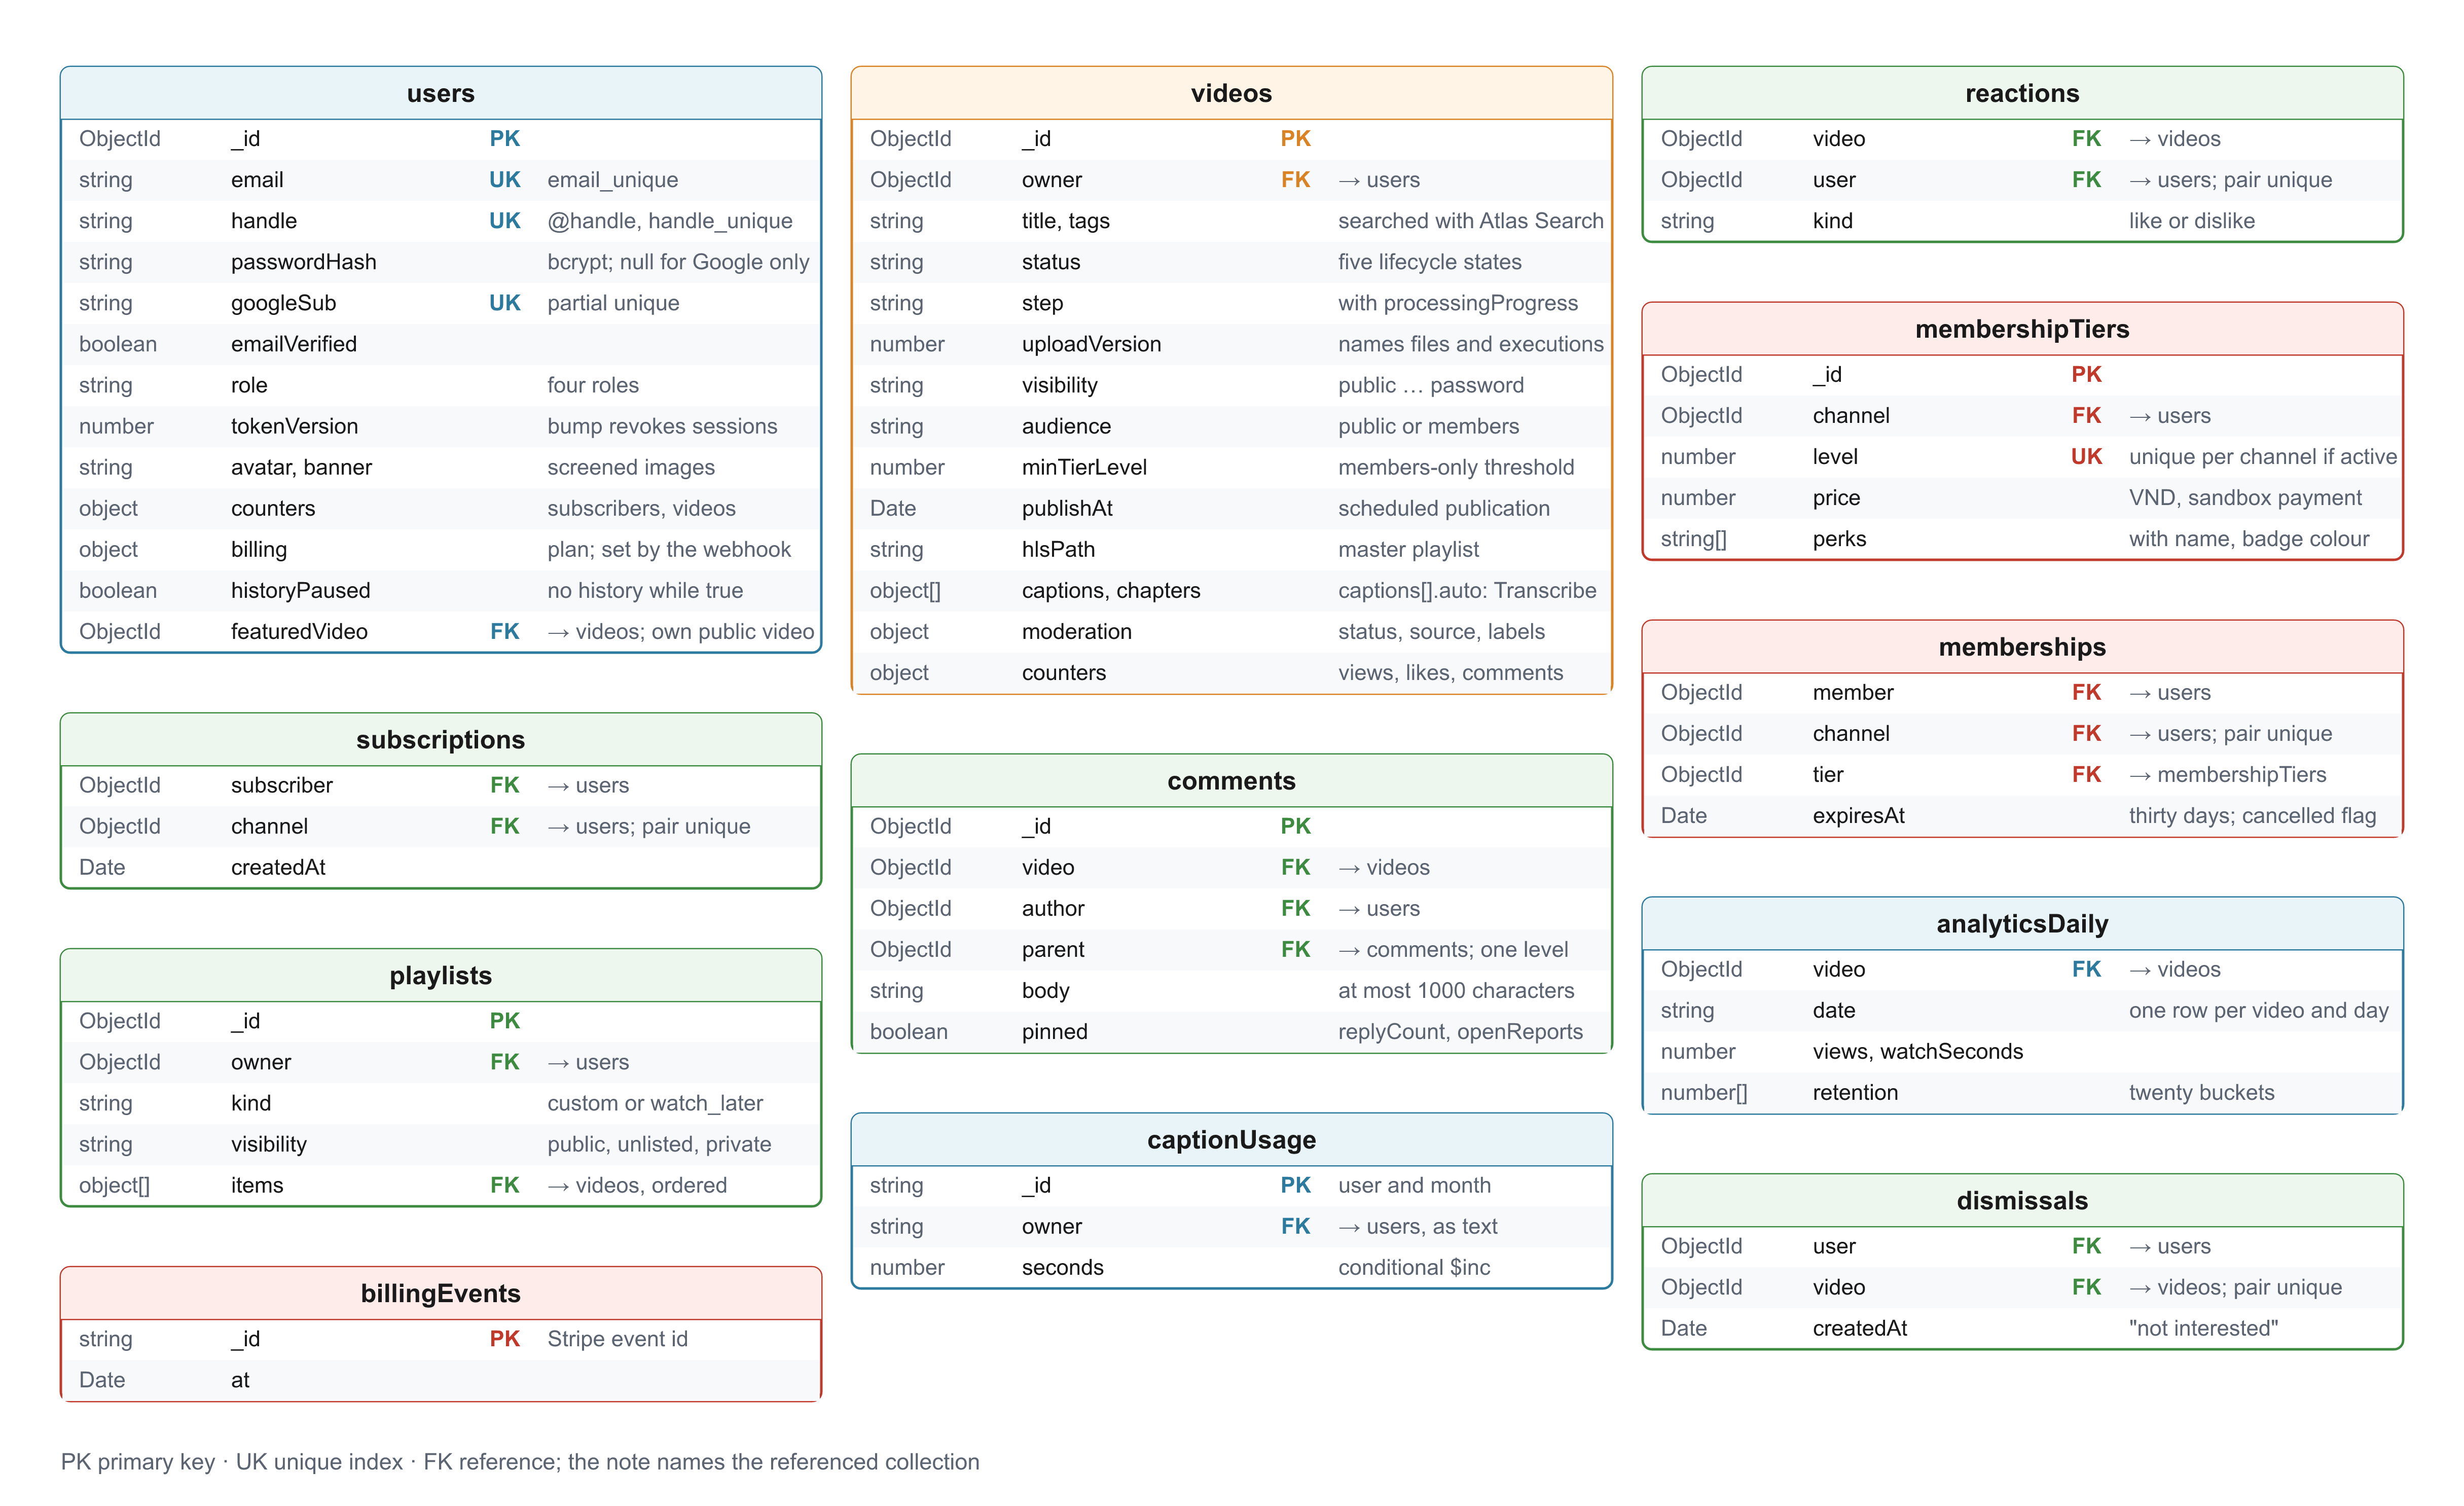 users
ObjectId _id PK
string email UK email_unique
string handle UK @handle, handle_unique
string passwordHash bcrypt; null for Google only
string googleSub UK partial unique
boolean emailVerified
string role four roles
number tokenVersion bump revokes sessions
string avatar, banner screened images
object counters subscribers, videos
object billing plan; set by the webhook
boolean historyPaused no history while true
ObjectId featuredVideo FK → videos; own public video
subscriptions
ObjectId subscriber FK → users
ObjectId channel FK → users; pair unique
Date createdAt
playlists
ObjectId _id PK
ObjectId owner FK → users
string kind custom or watch_later
string visibility public, unlisted, private
object[] items FK → videos, ordered
billingEvents
string _id PK Stripe event id
Date at
videos
ObjectId _id PK
ObjectId owner FK → users
string title, tags searched with Atlas Search
string status five lifecycle states
string step with processingProgress
number uploadVersion names files and executions
string visibility public … password
string audience public or members
number minTierLevel members-only threshold
Date publishAt scheduled publication
string hlsPath master playlist
object[] captions, chapters captions[].auto: Transcribe
object moderation status, source, labels
object counters views, likes, comments
comments
ObjectId _id PK
ObjectId video FK → videos
ObjectId author FK → users
ObjectId parent FK → comments; one level
string body at most 1000 characters
boolean pinned replyCount, openReports
captionUsage
string _id PK user and month
string owner FK → users, as text
number seconds conditional $inc
reactions
ObjectId video FK → videos
ObjectId user FK → users; pair unique
string kind like or dislike
membershipTiers
ObjectId _id PK
ObjectId channel FK → users
number level UK unique per channel if active
number price VND, sandbox payment
string[] perks with name, badge colour
memberships
ObjectId member FK → users
ObjectId channel FK → users; pair unique
ObjectId tier FK → membershipTiers
Date expiresAt thirty days; cancelled flag
analyticsDaily
ObjectId video FK → videos
string date one row per video and day
number views, watchSeconds
number[] retention twenty buckets
dismissals
ObjectId user FK → users
ObjectId video FK → videos; pair unique
Date createdAt "not interested"
PK primary key · UK unique index · FK reference; the note names the referenced collection